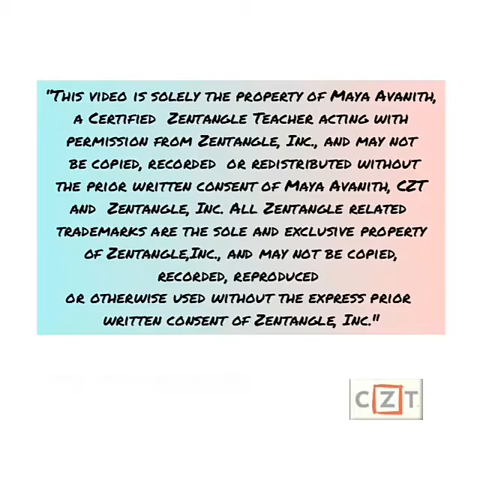 "This video is solely the property of Maya Avanith,
a Certified Zentangle Teacher acting with
permission from Zentangle, Inc., and may not
be copied, recorded or redistributed without
the prior written consent of Maya Avanith, CZT
and Zentangle, Inc. All Zentangle related
trademarks are the sole and exclusive property
of Zentangle,Inc., and may not be copied,
recorded, reproduced
or otherwise used without the express prior
written consent of Zentangle, Inc."
CZT